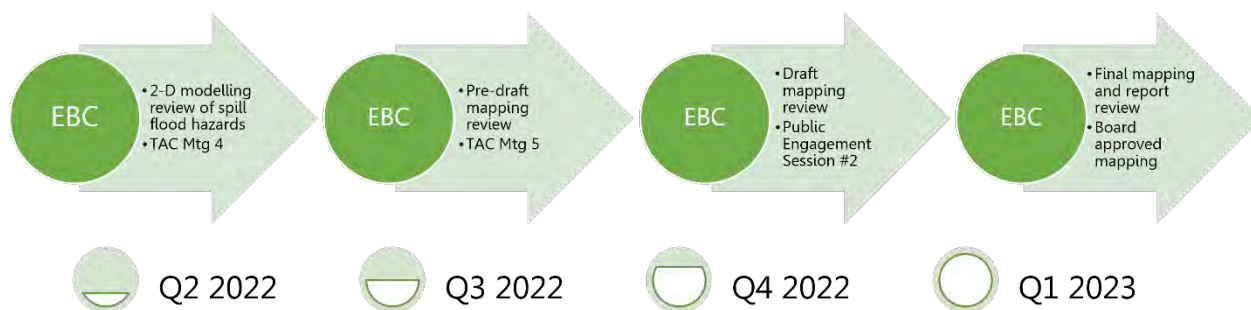 EBC
• 2-D modelling
review of spill
flood hazards
• TAC Mtg 4
EBC
• Pre-draft
mapping
review
• TAC Mtg 5
EBC
• Draft
mapping
review
• Public
Engagement
Session #2
EBC
• Final mapping
and report
review
• Board
approved
mapping
Q2 2022
Q3 2022
Q4 2022
Q1 2023